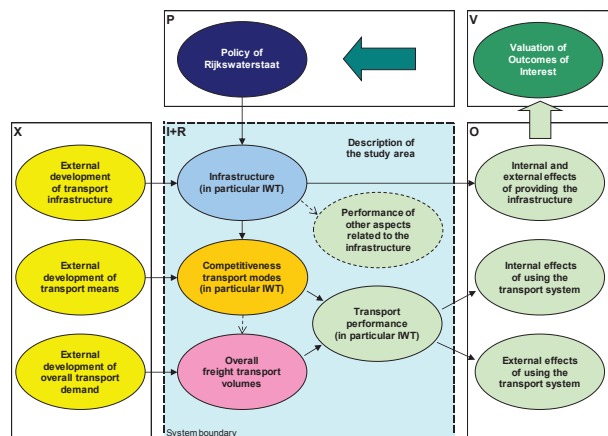 P
Policy of
Rijkswaterstaat
V
Valuation of
Outcomes of
Interest
X
External
development
of transport
infrastructure
External
development of
transport means
External
development of
overall transport
demand
I+R
Description of
the study area
Infrastructure
(in particular IWT)
Performance of
other aspects
related to the
infrastructure
Competitiveness
transport modes
(in particular IWT)
Transport
performance
(in particular IWT)
Overall
freight transport
volumes
System boundary
O
Internal and
external effects
of providing the
infrastructure
Internal effects
of using the
transport system
External effects
of using the
transport system